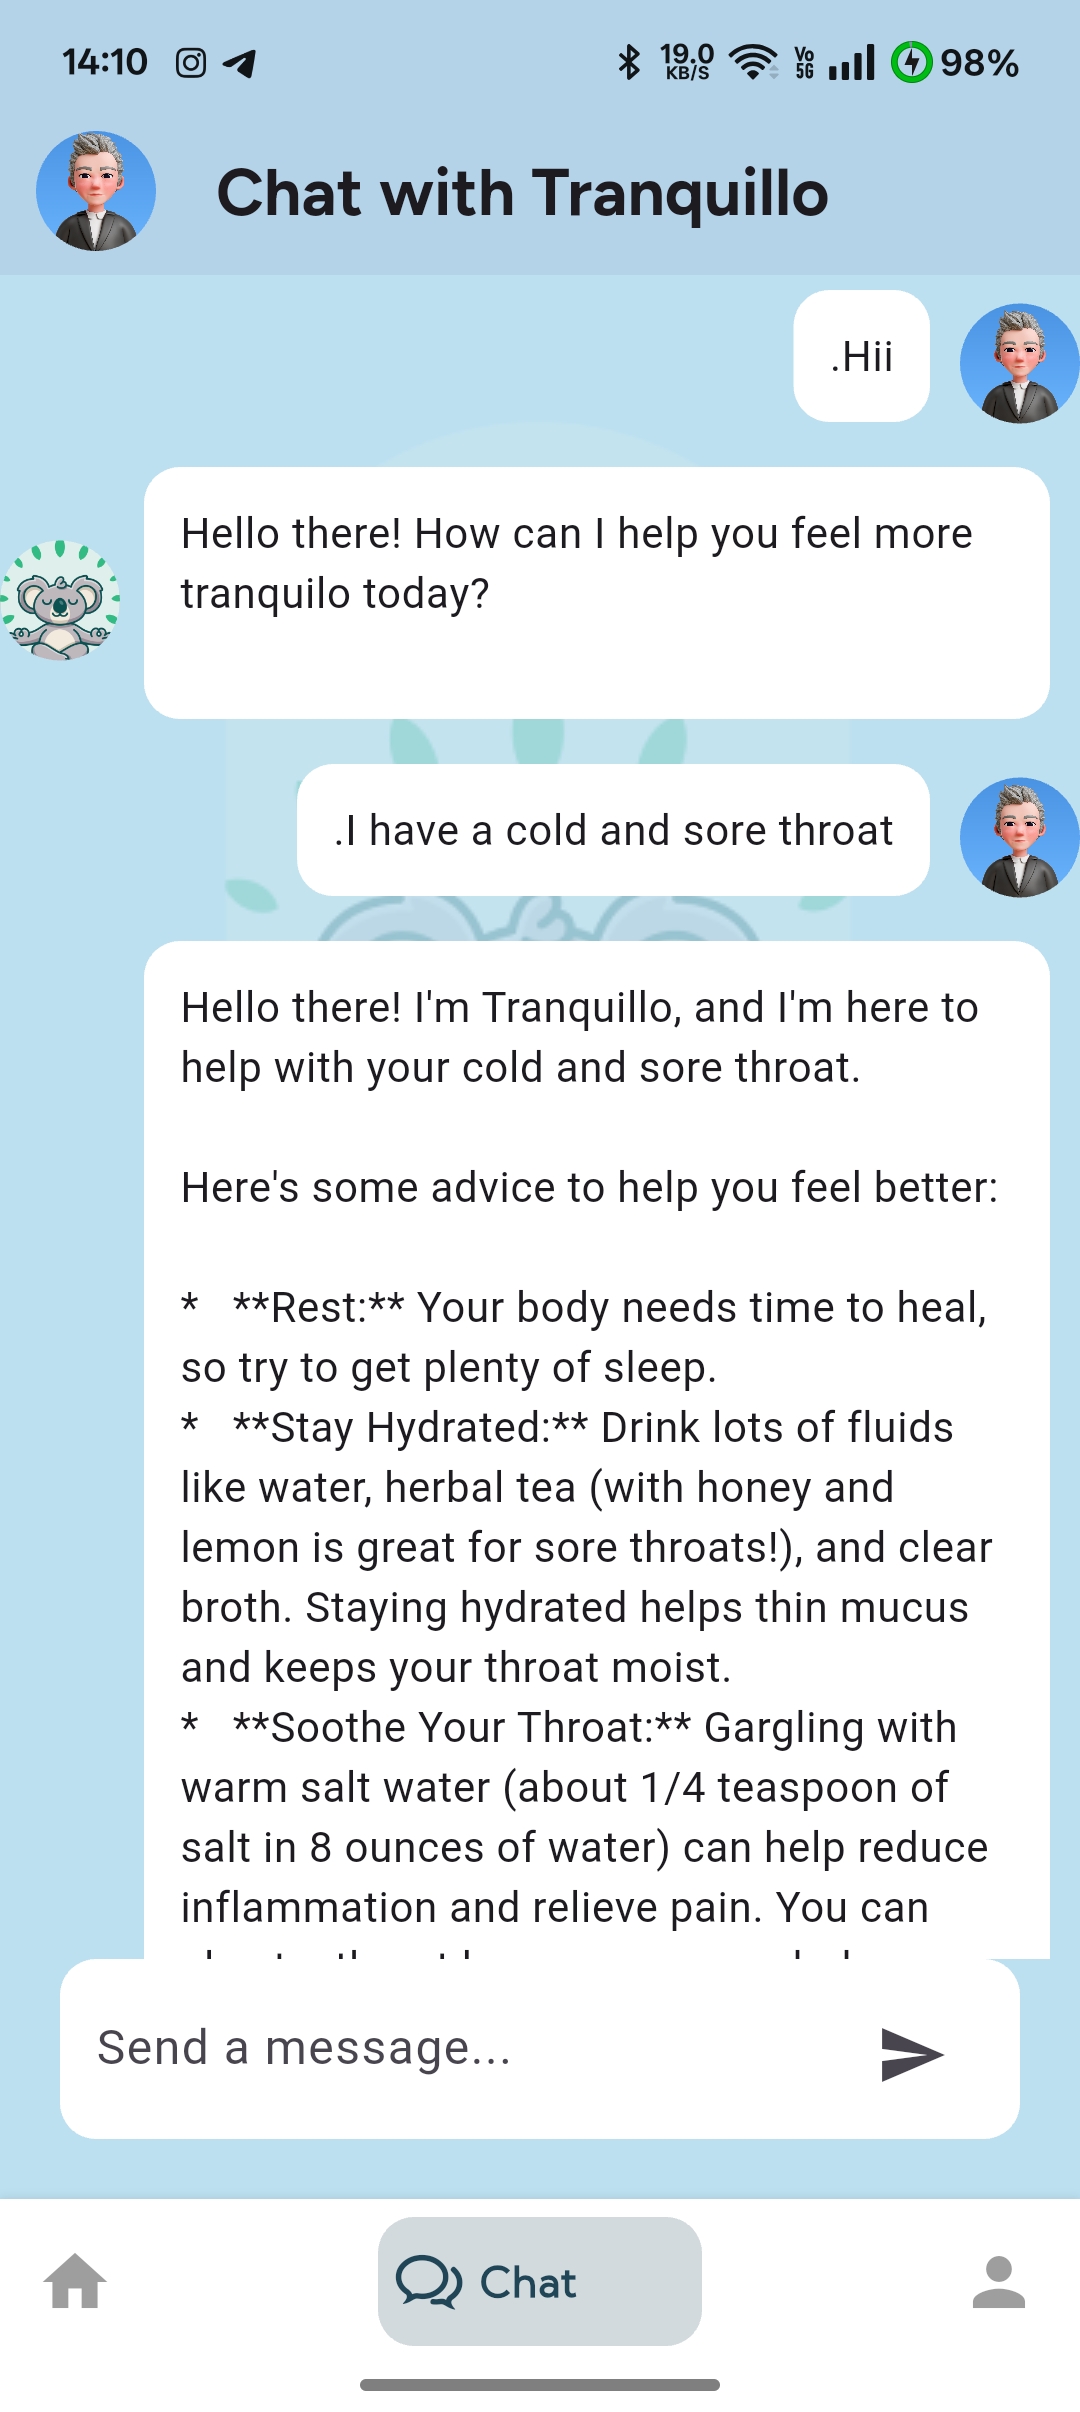 14:10
19.0
KB/S
Vo
5G
98%
Chat with Tranquillo
.Hii
Hello there! How can I help you feel more
tranquilo today?
.I have a cold and sore throat
Hello there! I'm Tranquillo, and I'm here to
help with your cold and sore throat.
Here's some advice to help you feel better:
*   **Rest:** Your body needs time to heal,
so try to get plenty of sleep.
*   **Stay Hydrated:** Drink lots of fluids
like water, herbal tea (with honey and
lemon is great for sore throats!), and clear
broth. Staying hydrated helps thin mucus
and keeps your throat moist.
*   **Soothe Your Throat:** Gargling with
warm salt water (about 1/4 teaspoon of
salt in 8 ounces of water) can help reduce
inflammation and relieve pain. You can
Send a message...
Chat